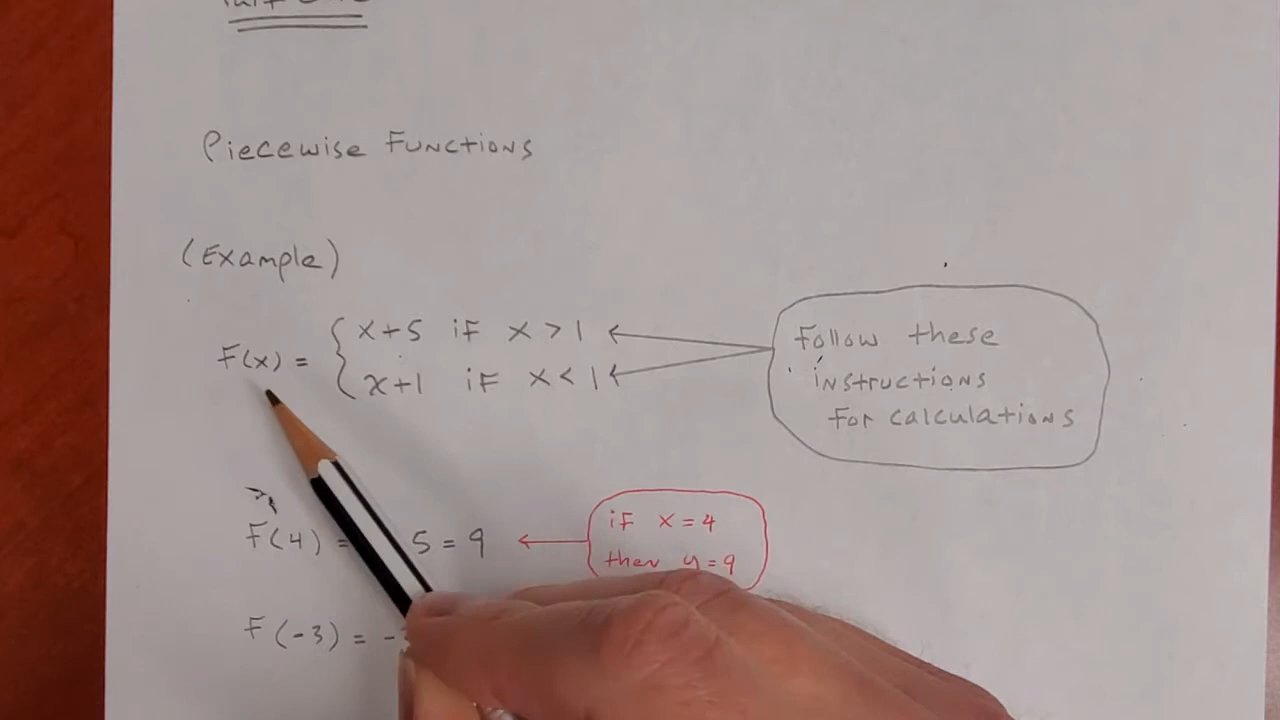 Piecewise Functions
(Example)
F(x) = { x+5 if x > 1
x+1 if x < 1
Follow these
instructions
for calculations
F(4) = 5 = 9
if x = 4
then y = 9
F(-3) = -